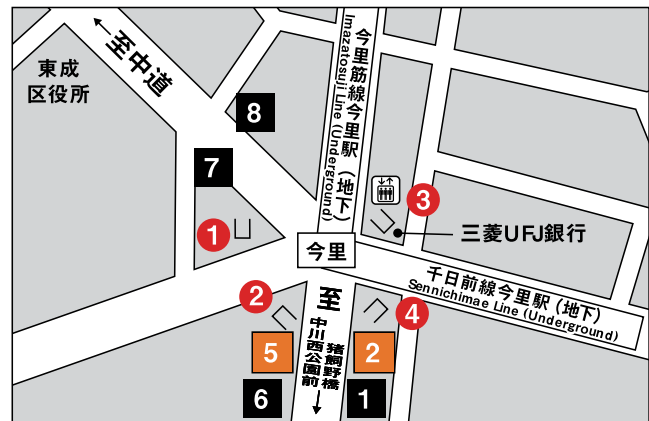 至中道
東成
区役所
8
7
今里筋線今里駅(地下)
Imazatosuji Line (Underground)
3
1
三菱UFJ銀行
今里
千日前線今里駅(地下)
Sennichimae Line (Underground)
2
至
猪飼野橋
中川西公園前
4
5
2
6
1